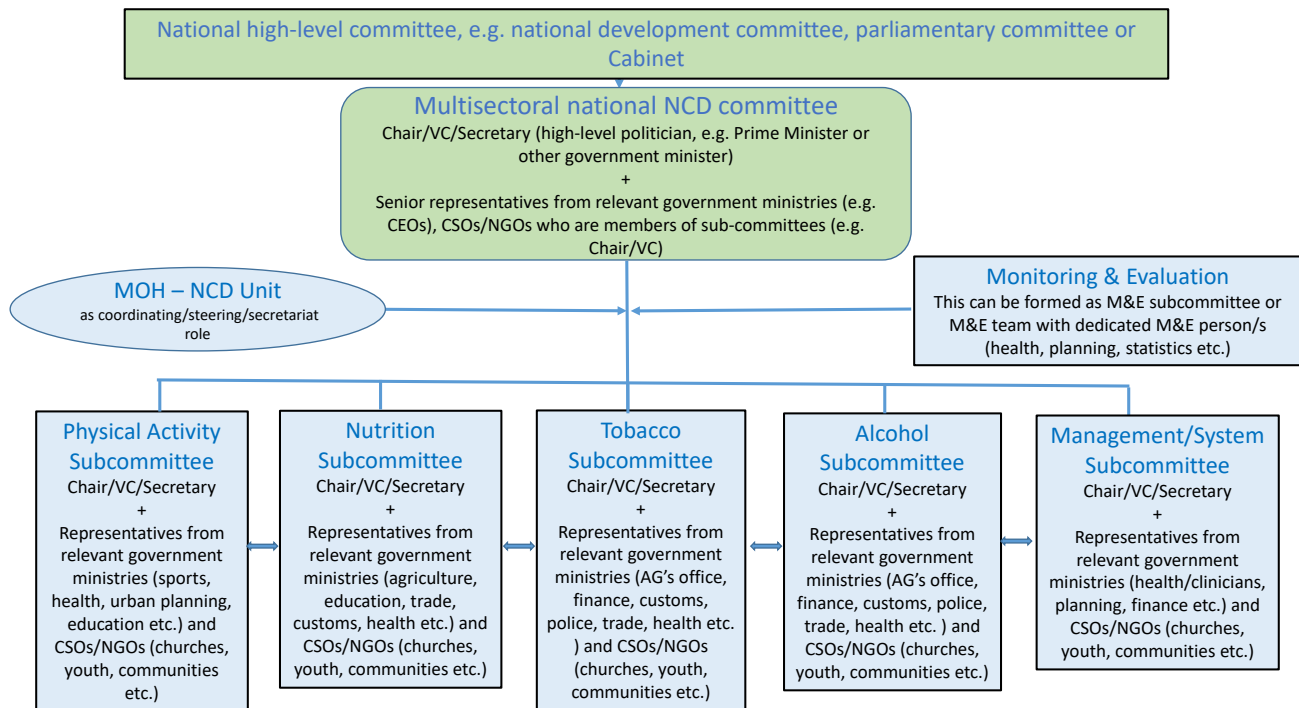 National high-level committee, e.g. national development committee, parliamentary committee or
Cabinet
Multisectoral national NCD committee
Chair/VC/Secretary (high-level politician, e.g. Prime Minister or
other government minister)
+
Senior representatives from relevant government ministries (e.g.
CEOs), CSOs/NGOs who are members of sub-committees (e.g.
Chair/VC)
MOH – NCD Unit
as coordinating/steering/secretariat
role
Monitoring & Evaluation
This can be formed as M&E subcommittee or
M&E team with dedicated M&E person/s
(health, planning, statistics etc.)
Physical Activity
Subcommittee
Chair/VC/Secretary
+
Representatives from
relevant government
ministries (sports,
health, urban planning,
education etc.) and
CSOs/NGOs (churches,
youth, communities
etc.)
Nutrition
Subcommittee
Chair/VC/Secretary
+
Representatives from
relevant government
ministries (agriculture,
education, trade,
customs, health etc.) and
CSOs/NGOs (churches,
youth, communities etc.)
Tobacco
Subcommittee
Chair/VC/Secretary
+
Representatives from
relevant government
ministries (AG’s office,
finance, customs,
police, trade, health etc.
) and CSOs/NGOs
(churches, youth,
communities etc.)
Alcohol
Subcommittee
Chair/VC/Secretary
+
Representatives from
relevant government
ministries (AG’s office,
finance, customs, police,
trade, health etc. ) and
CSOs/NGOs (churches,
youth, communities etc.)
Management/System
Subcommittee
Chair/VC/Secretary
+
Representatives from
relevant government
ministries (health/clinicians,
planning, finance etc.) and
CSOs/NGOs (churches,
youth, communities etc.)